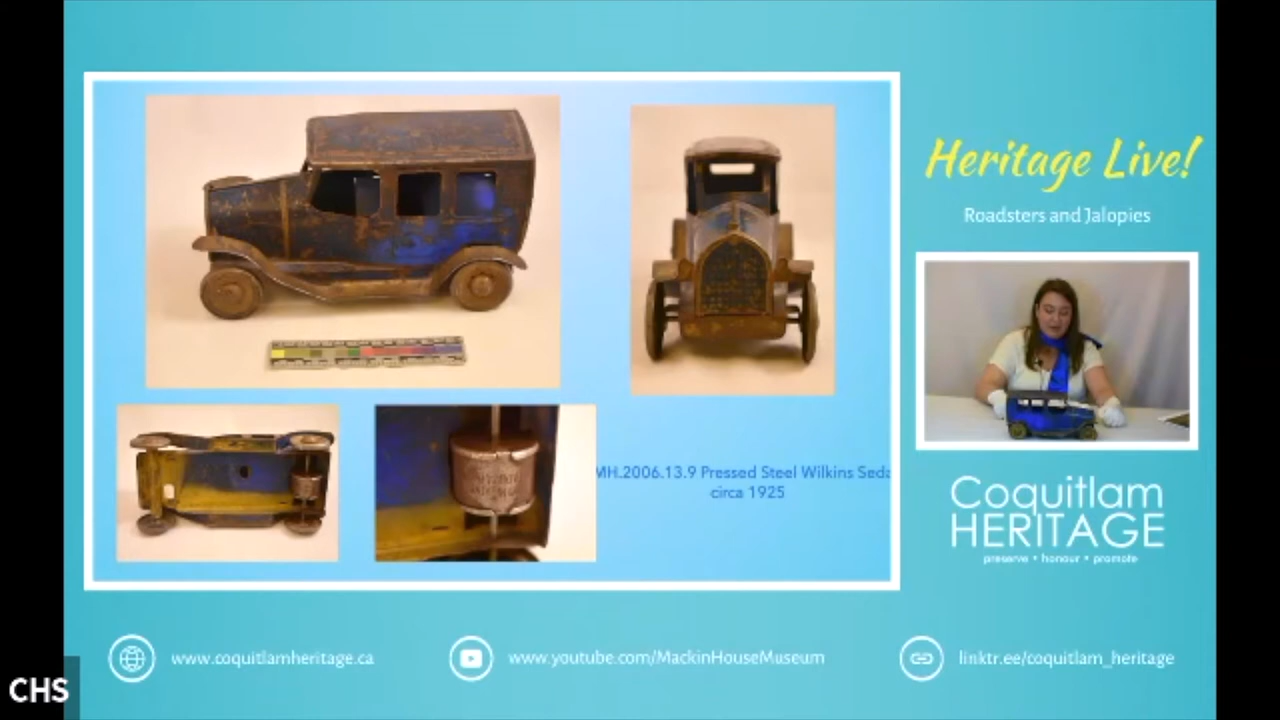 Heritage Live!
Roadsters and Jalopies
MH.2006.13.9 Pressed Steel Wilkins Seda
circa 1925
Coquitlam
HERITAGE
preserve • honour • promote
www.coquitlamheritage.ca
www.youtube.com/MackinHouseMuseum
linktr.ee/coquitlam_heritage
CHS